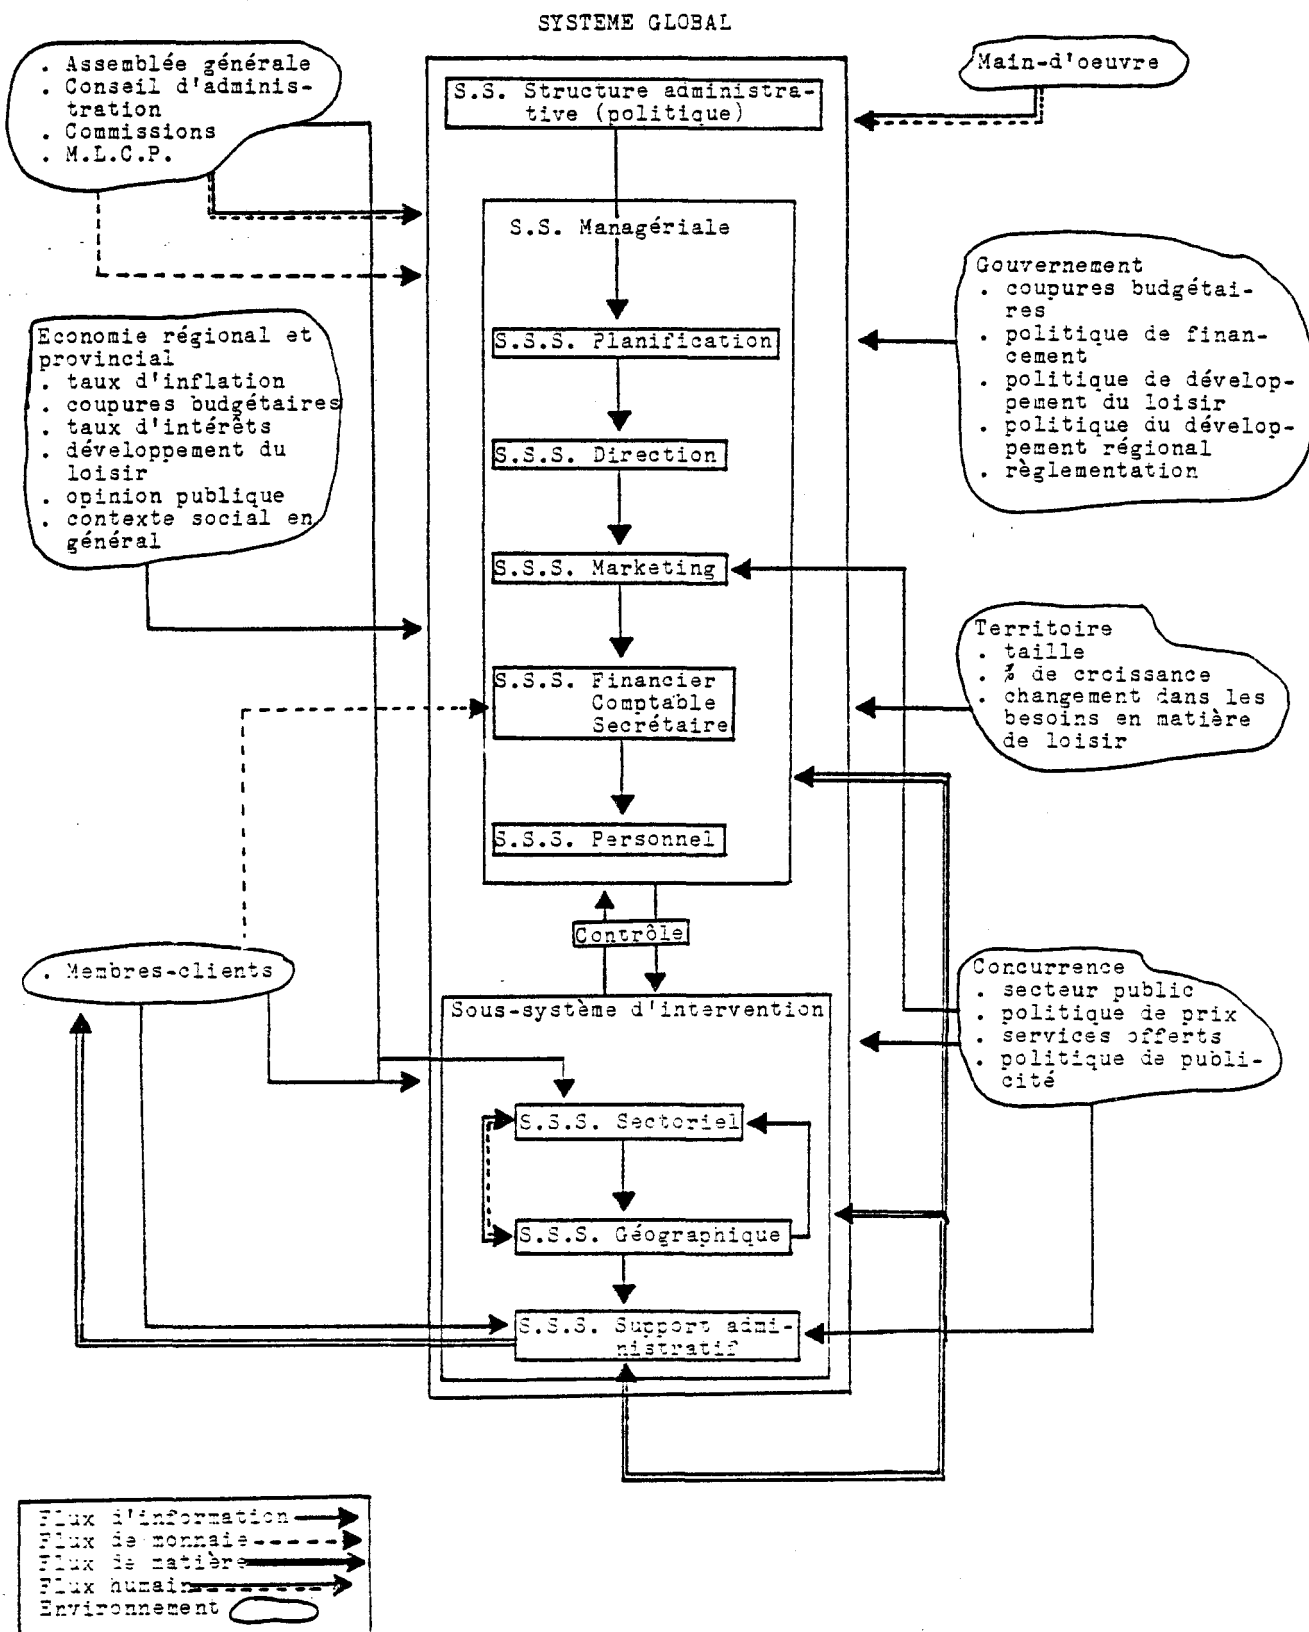 SYSTEME GLOBAL
. Assemblée générale
. Conseil d'adminis-
tration
. Commissions
. M.L.C.P.
Main-d'oeuvre
S.S. Structure administra-
tive (politique)
S.S. Managériale
Economie régional et
provincial
. taux d'inflation
. coupures budgétaires
. taux d'intérêts
. développement du
loisir
. opinion publique
. contexte social en
général
Gouvernement
. coupures budgétai-
res
. politique de finan-
cement
. politique de dévelop-
pement du loisir
. politique du dévelop-
pement régional
. règlementation
S.S.S. Planification
S.S.S. Direction
S.S.S. Marketing
S.S.S. Financier
Comptable
Secrétaire
S.S.S. Personnel
Territoire
. taille
. % de croissance
. changement dans les
besoins en matière
de loisir
Contrôle
. Membres-clients
Concurrence
. secteur public
. politique de prix
. services offerts
. politique de publi-
cité
Sous-système d'intervention
S.S.S. Sectoriel
S.S.S. Géographique
S.S.S. Support admi-
nistratif
Flux d'information
Flux de monnaie
Flux de matière
Flux humain
Environnement